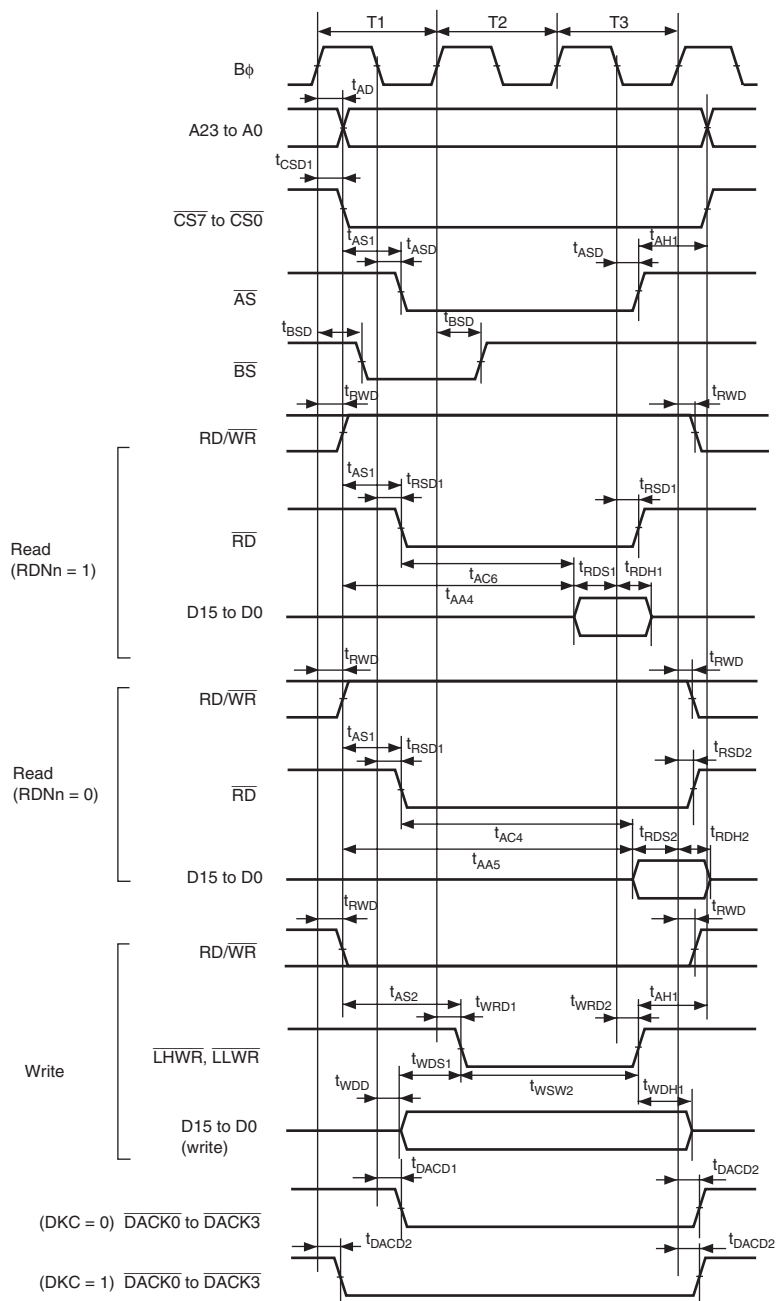 T1 T2 T3
Bϕ
tAD
A23 to A0
tCSD1
CS7 to CS0
tAS1 tASD tASD tAH1
AS
tBSD tBSD
BS
tRWD tRWD
RD/WR
tAS1 tRSD1 tRSD1
RD
Read
(RDNn = 1)
tAC6 tRDS1 tRDH1
tAA4
D15 to D0
tRWD tRWD
RD/WR
tAS1 tRSD1 tRSD2
Read
(RDNn = 0)
RD
tAC4 tRDS2 tRDH2
tAA5
D15 to D0
tRWD tRWD
RD/WR
tAS2 tWRD1 tWRD2 tAH1
Write
LHWR, LLWR
tWDD tWDS1 tWSW2 tWDH1
D15 to D0
(write)
tDACD1 tDACD2
(DKC = 0) DACK0 to DACK3
tDACD2 tDACD2
(DKC = 1) DACK0 to DACK3